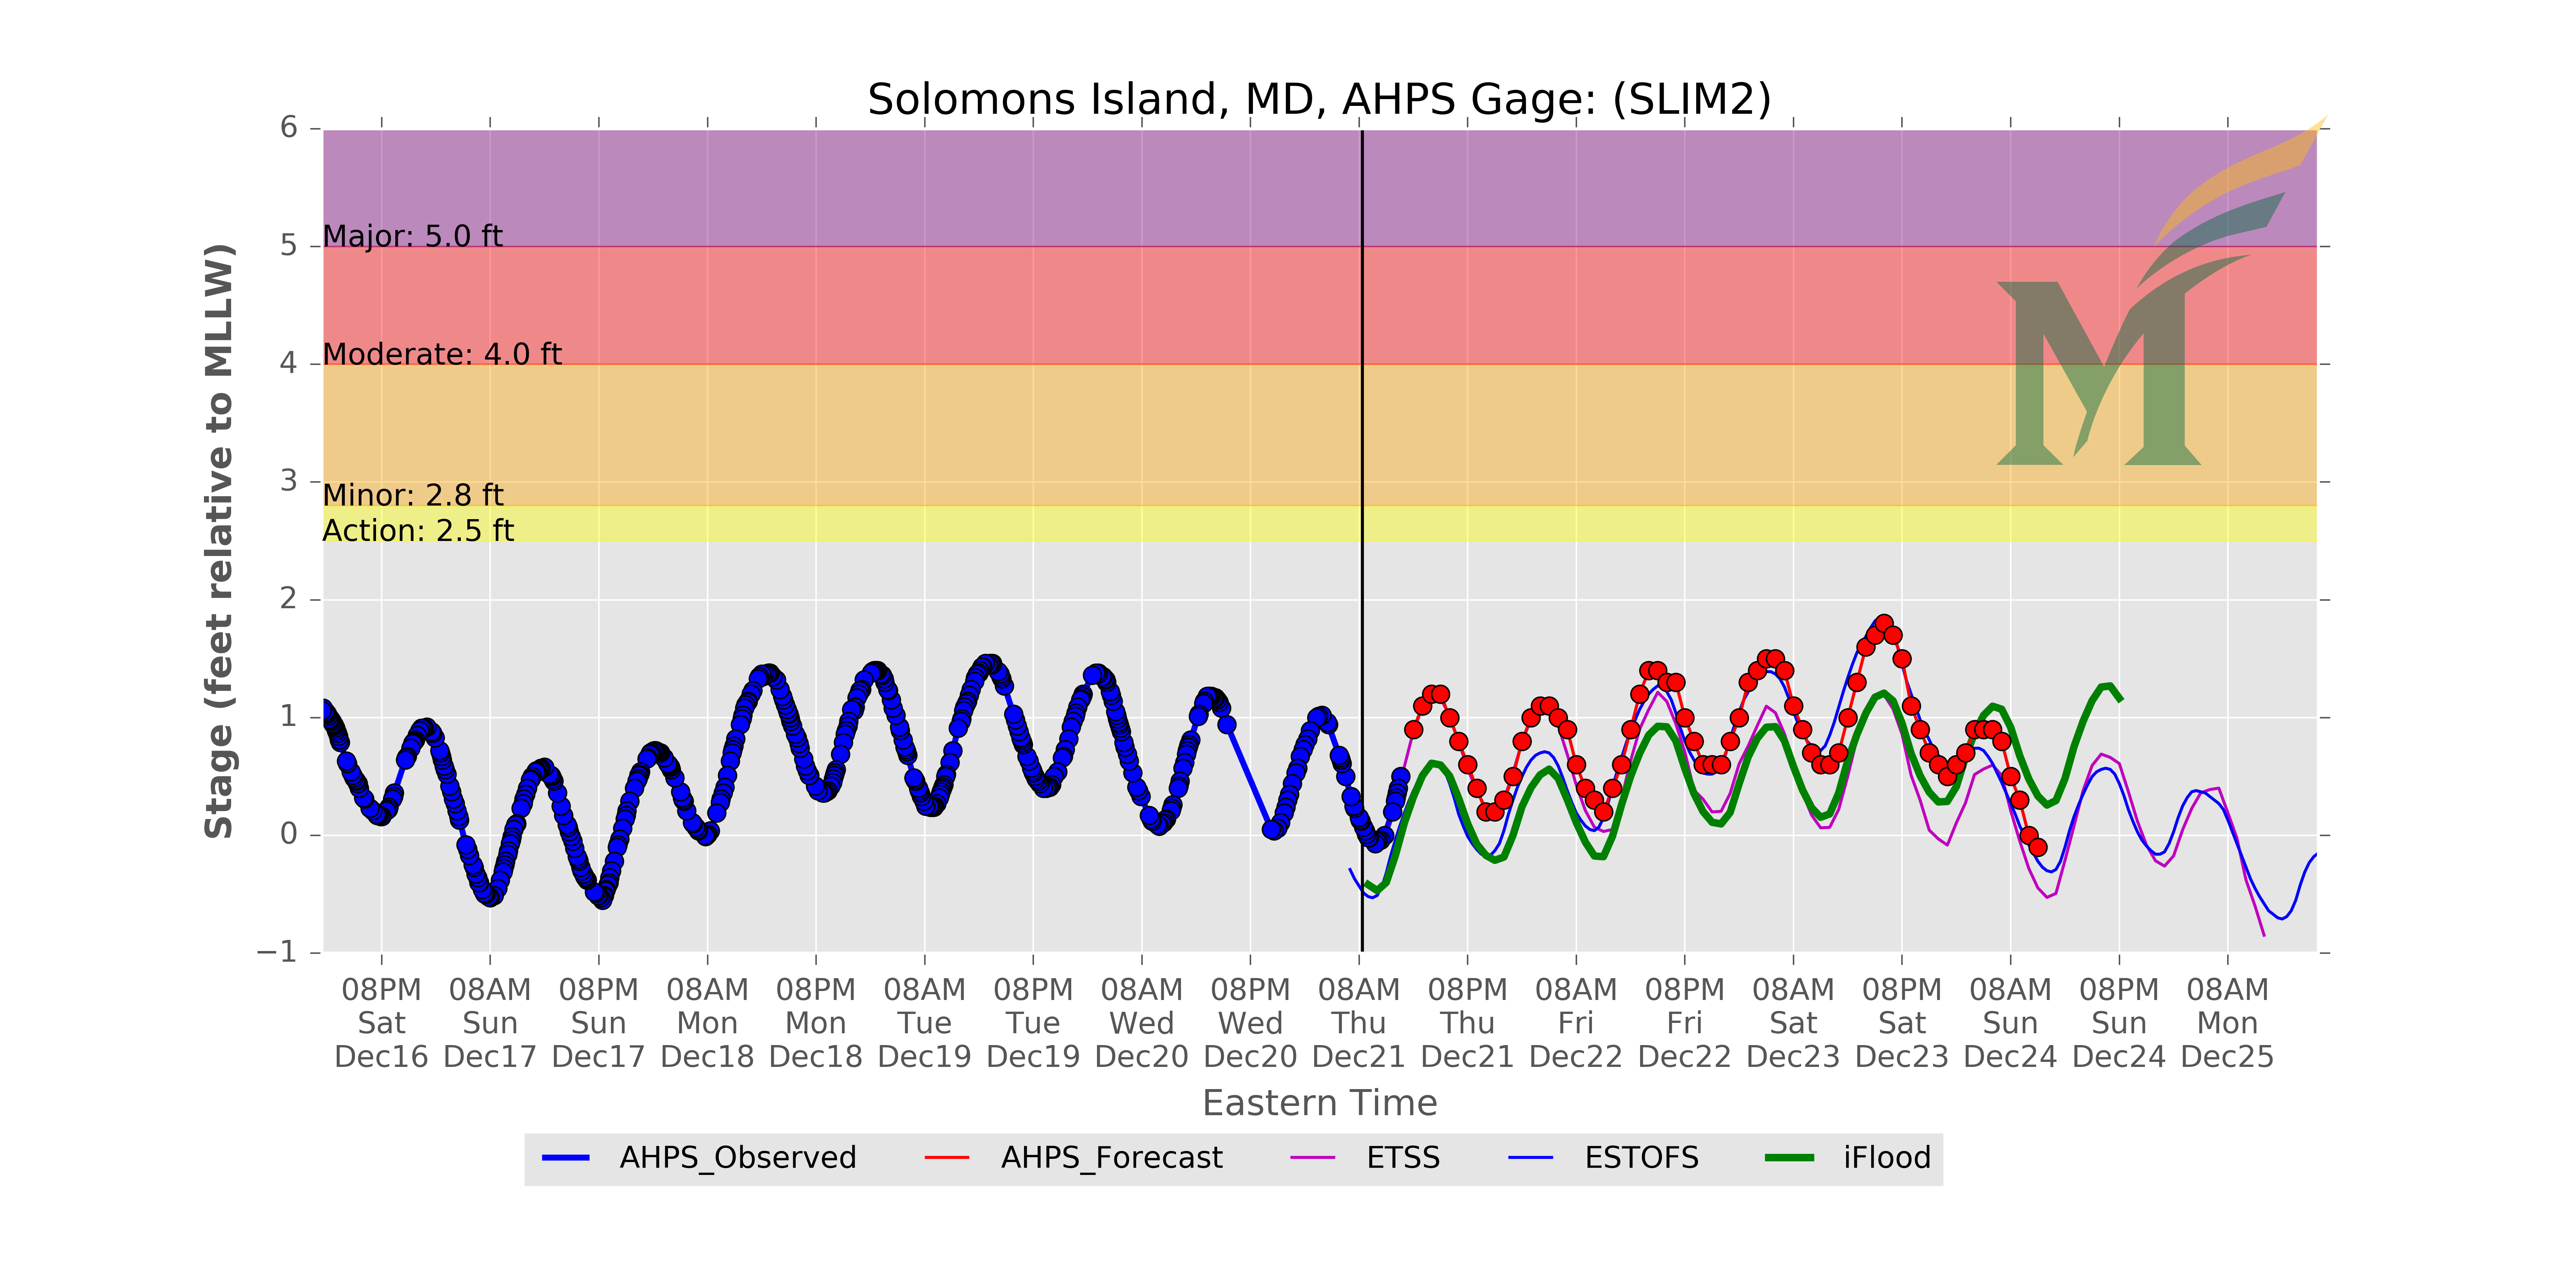 Solomons Island, MD, AHPS Gage: (SLIM2)
6
5
4
3
2
1
0
−1
Stage (feet relative to MLLW)
Major: 5.0 ft
Moderate: 4.0 ft
Minor: 2.8 ft
Action: 2.5 ft
M
08PM 08AM 08PM 08AM 08PM 08AM 08PM 08AM 08PM 08AM 08PM 08AM 08PM 08AM 08PM 08AM 08PM 08AM
Sat Sun Sun Mon Mon Tue Tue Wed Wed Thu Thu Fri Fri Sat Sat Sun Sun Mon
Dec16 Dec17 Dec17 Dec18 Dec18 Dec19 Dec19 Dec20 Dec20 Dec21 Dec21 Dec22 Dec22 Dec23 Dec23 Dec24 Dec24 Dec25
Eastern Time
AHPS_Observed AHPS_Forecast ETSS ESTOFS iFlood